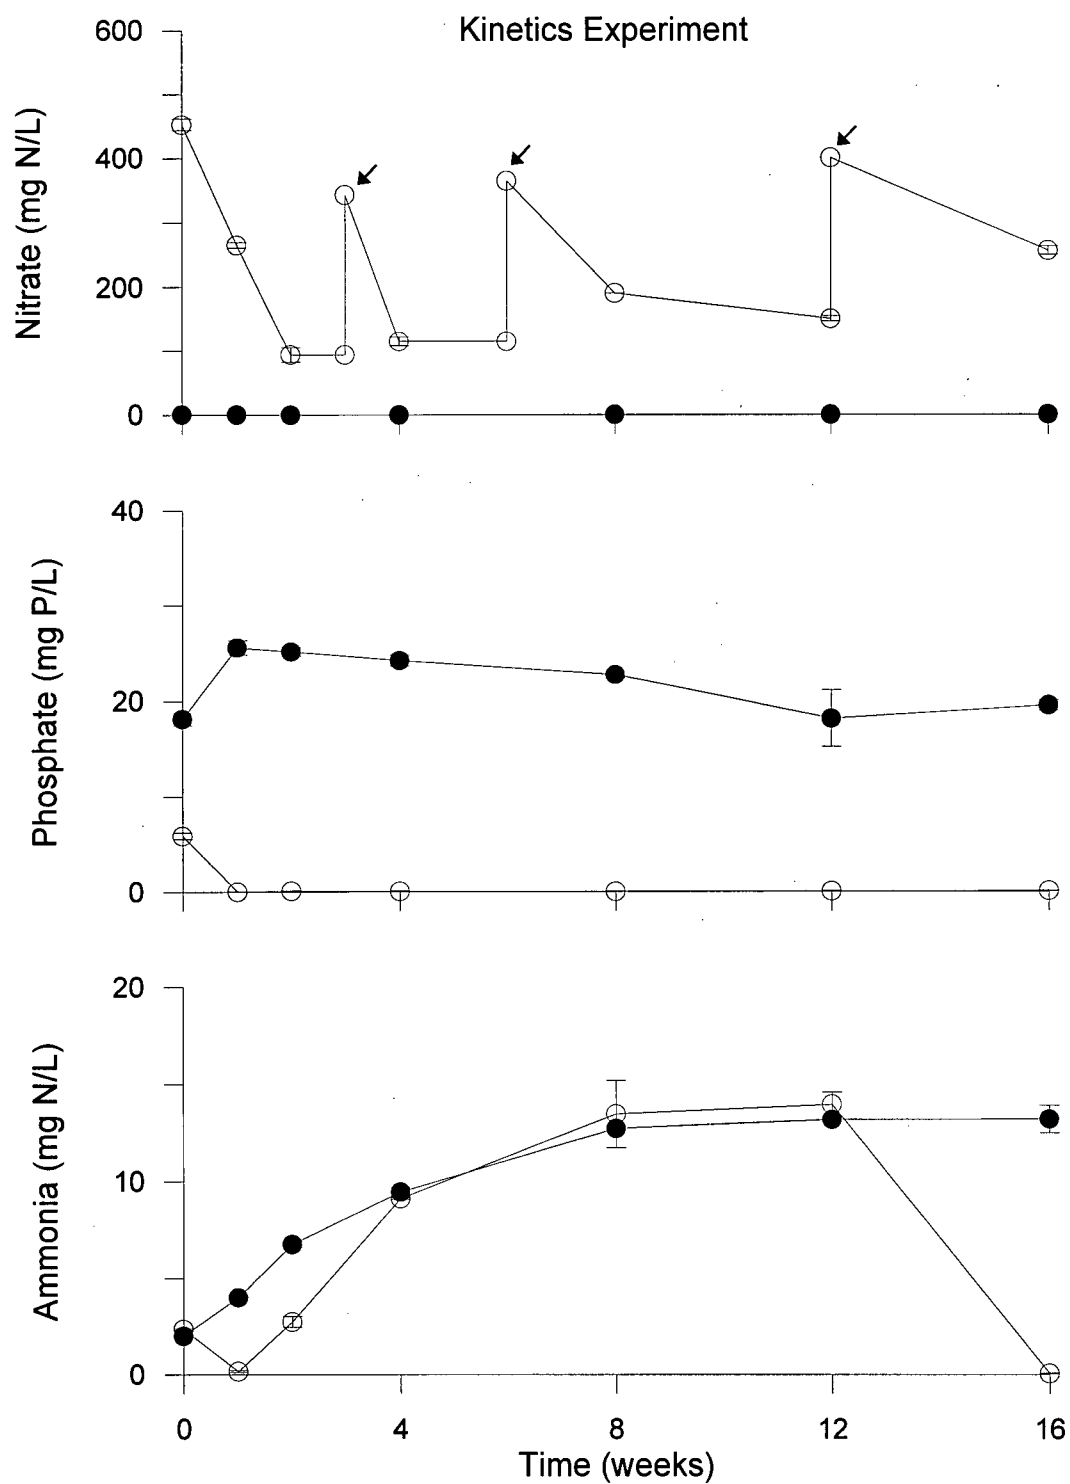 Kinetics Experiment
600
400
200
0
Nitrate (mg N/L)
40
20
0
Phosphate (mg P/L)
20
10
0
Ammonia (mg N/L)
0 4 8 12 16
Time (weeks)